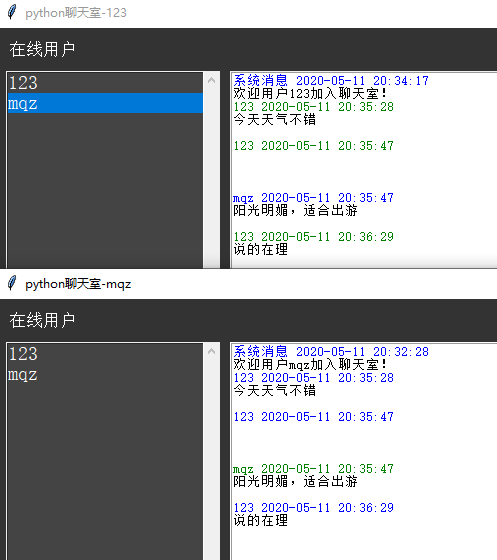 python聊天室-123
在线用户
123
mqz
系统消息 2020-05-11 20:34:17
欢迎用户123加入聊天室!
123 2020-05-11 20:35:28
今天天气不错
123 2020-05-11 20:35:47
mqz 2020-05-11 20:35:47
阳光明媚，适合出游
123 2020-05-11 20:36:29
说的在理
python聊天室-mqz
在线用户
123
mqz
系统消息 2020-05-11 20:32:28
欢迎用户mqz加入聊天室!
123 2020-05-11 20:35:28
今天天气不错
123 2020-05-11 20:35:47
mqz 2020-05-11 20:35:47
阳光明媚，适合出游
123 2020-05-11 20:36:29
说的在理